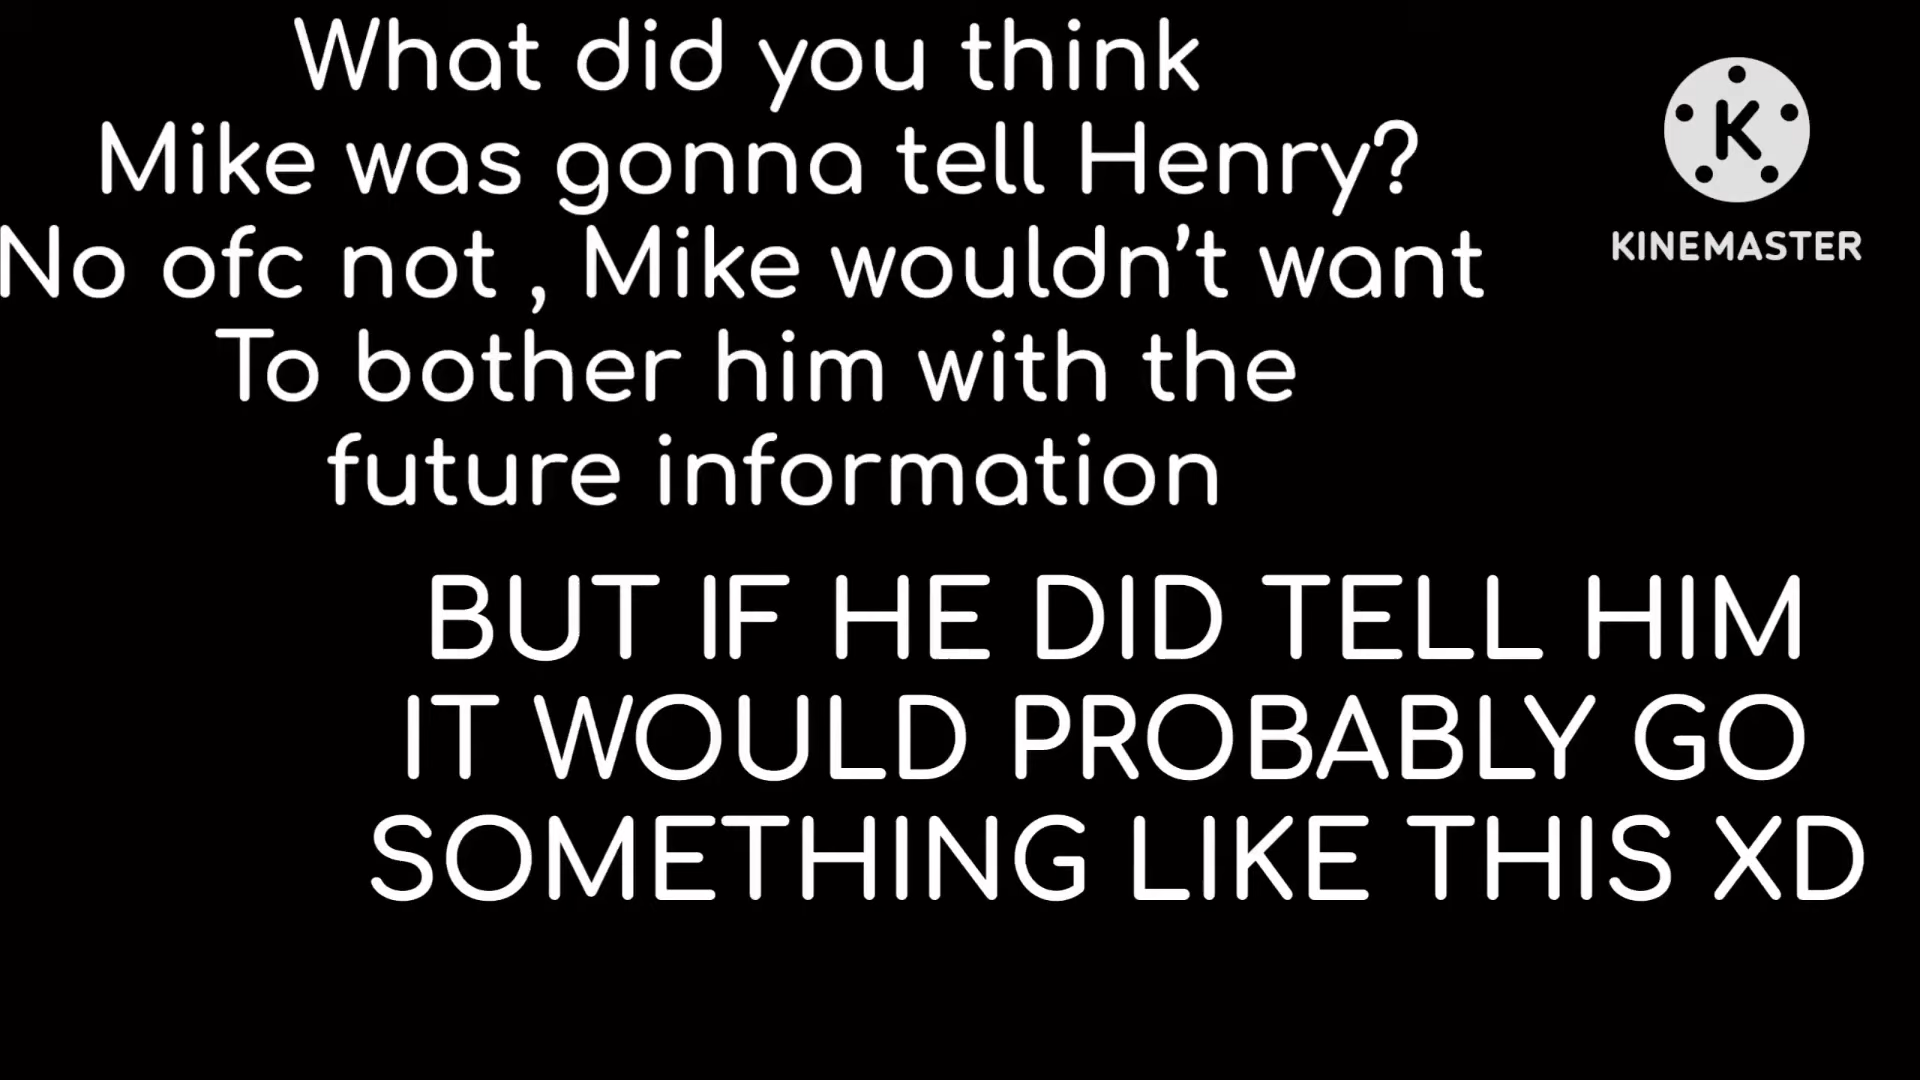 What did you think
Mike was gonna tell Henry?
No ofc not , Mike wouldn't want
To bother him with the
future information
BUT IF HE DID TELL HIM
IT WOULD PROBABLY GO
SOMETHING LIKE THIS XD
K
KINEMASTER